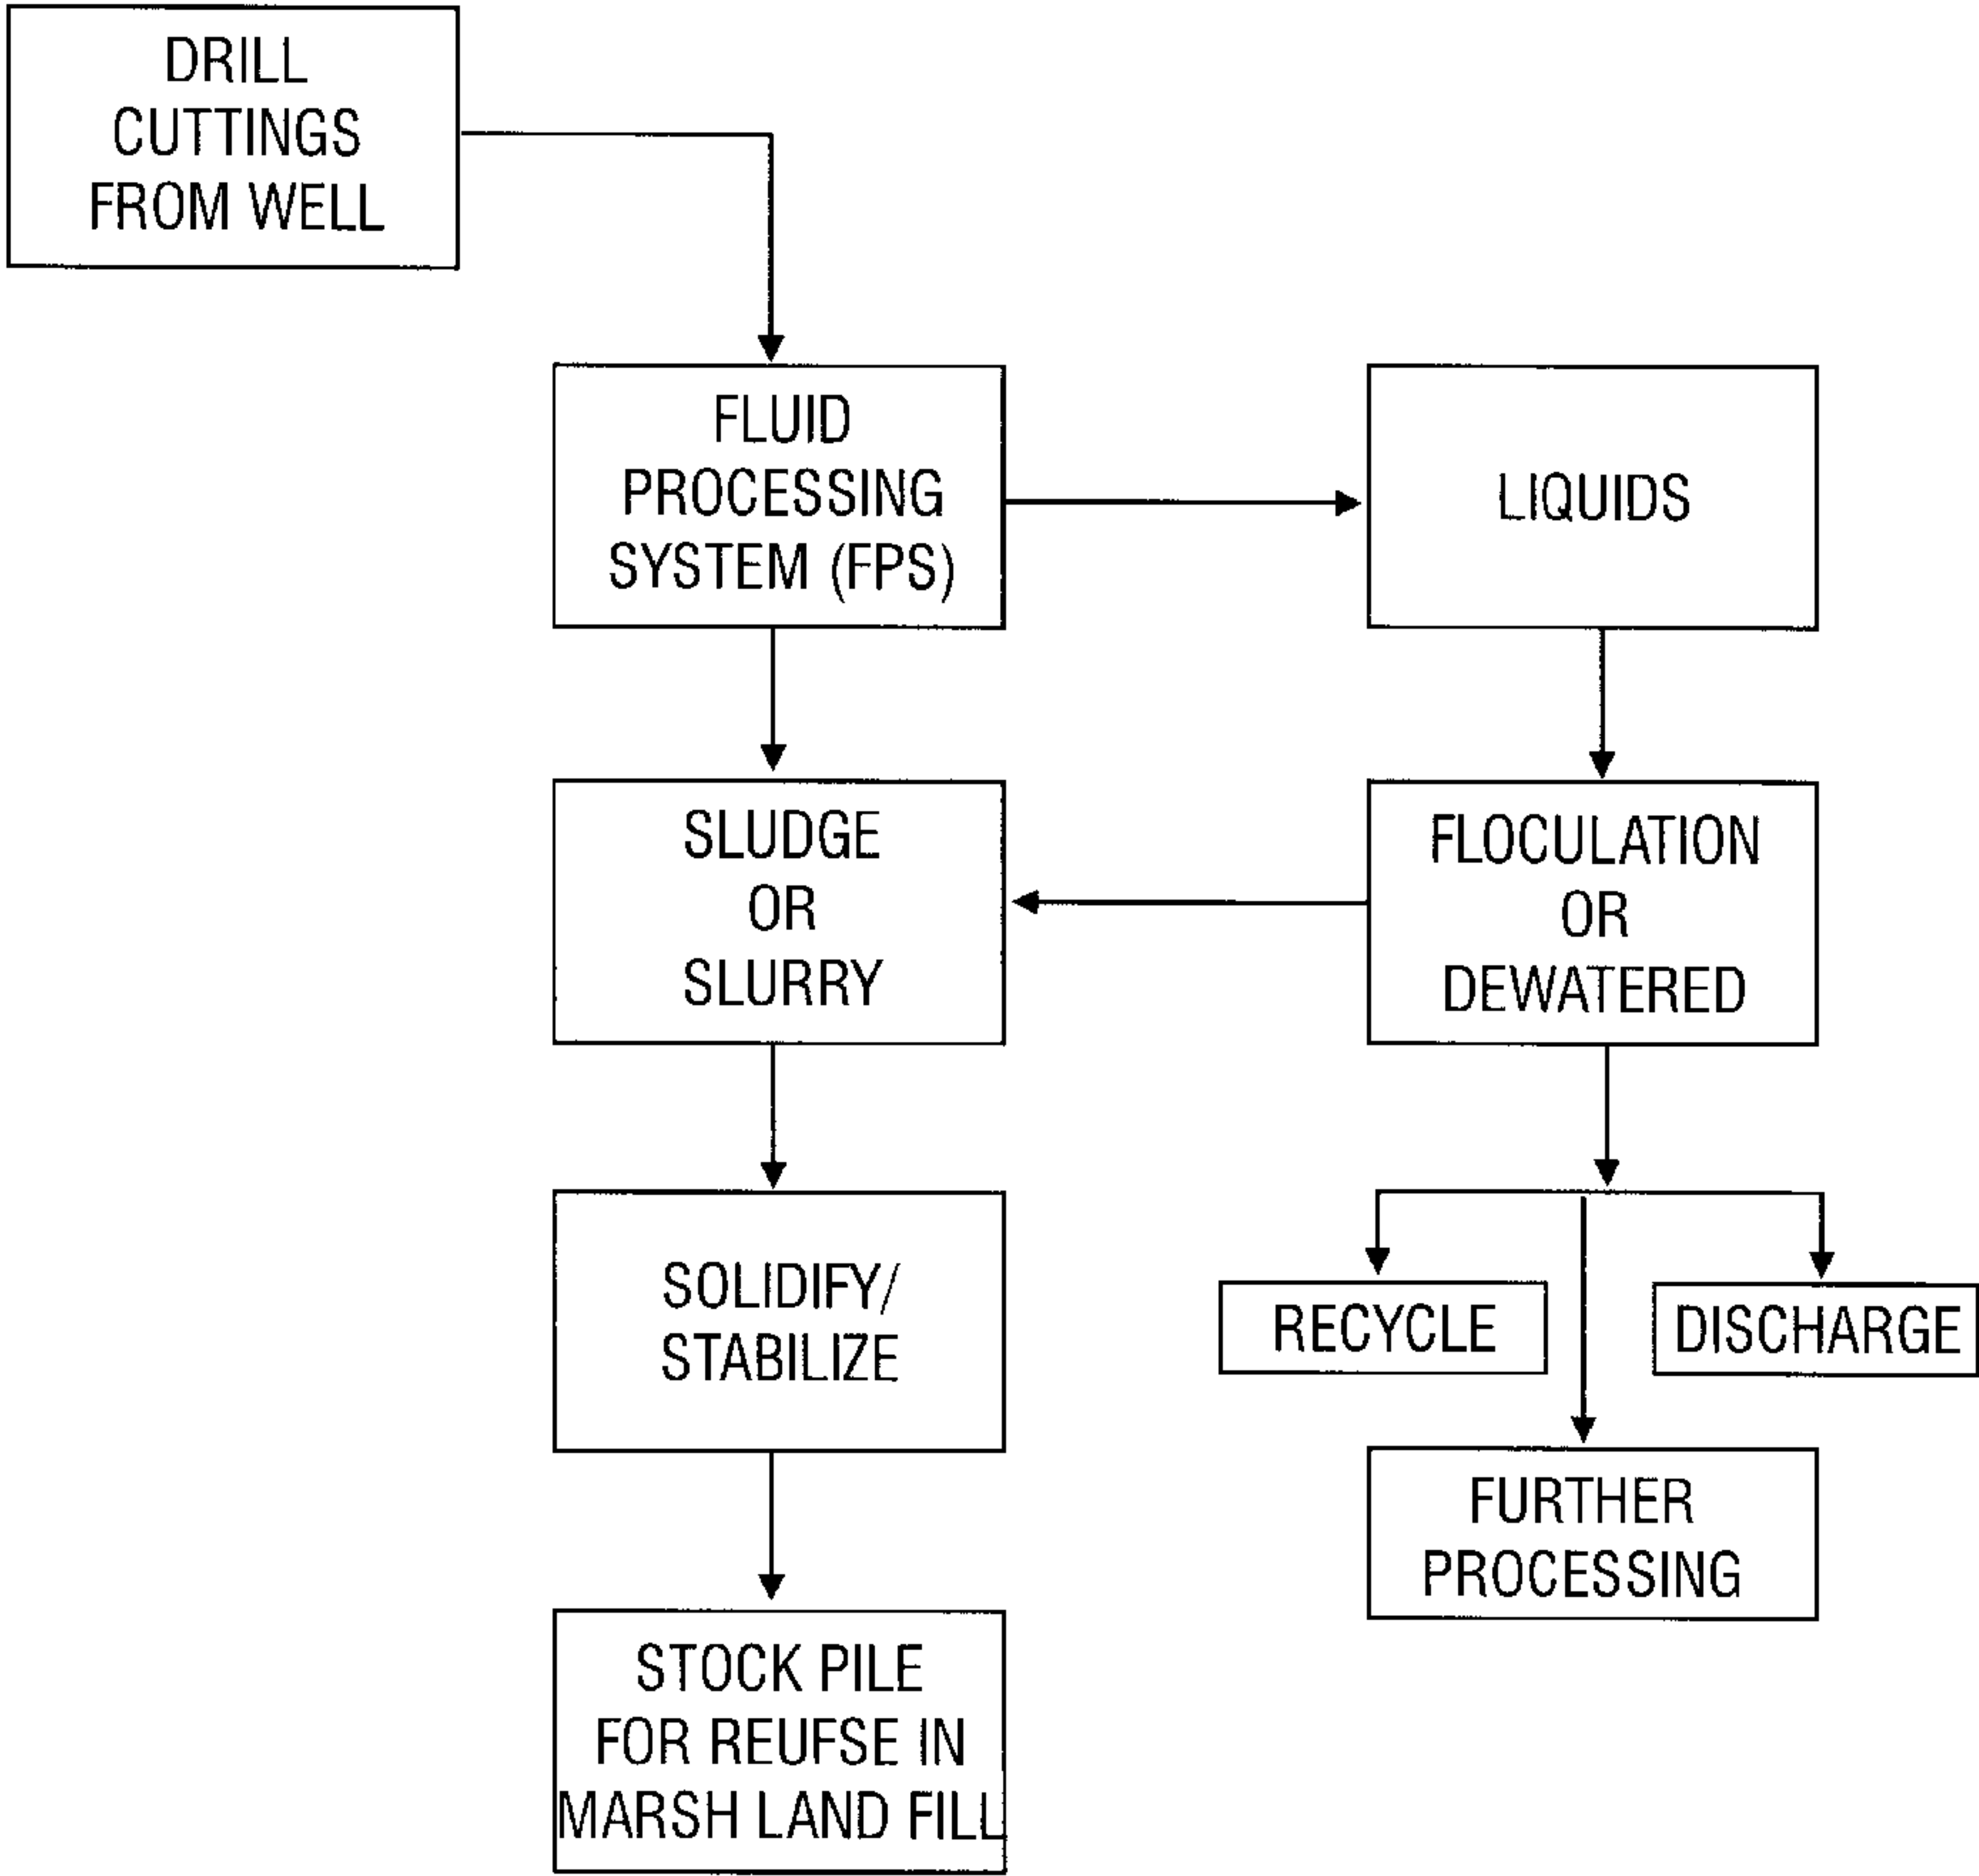 DRILL
CUTTINGS
FROM WELL
FLUID
PROCESSING
SYSTEM (FPS)
LIQUIDS
SLUDGE
OR
SLURRY
FLOCULATION
OR
DEWATERED
SOLIDIFY/
STABILIZE
RECYCLE
DISCHARGE
FURTHER
PROCESSING
STOCK PILE
FOR REUFSE IN
MARSH LAND FILL